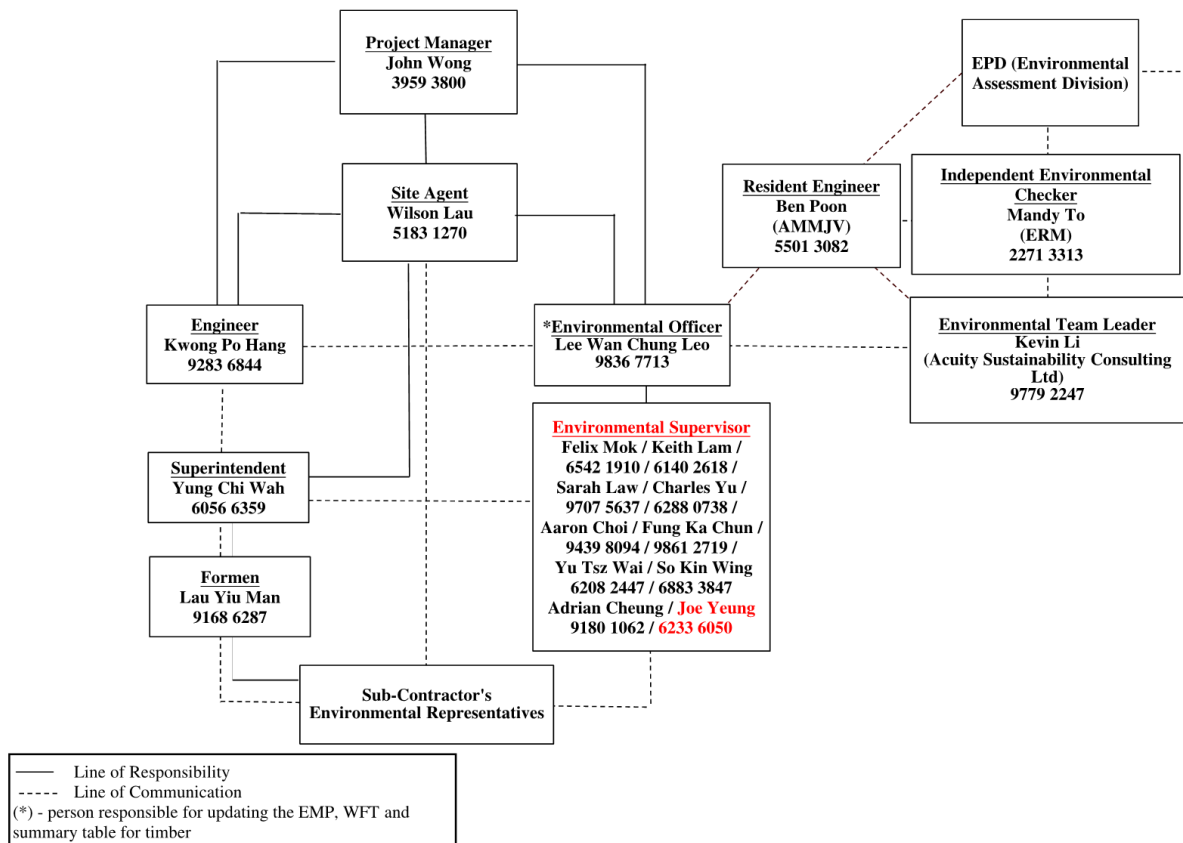 Project Manager
John Wong
3959 3800
EPD (Environmental
Assessment Division)
Site Agent
Wilson Lau
5183 1270
Resident Engineer
Ben Poon
(AMMJV)
5501 3082
Independent Environmental
Checker
Mandy To
(ERM)
2271 3313
Engineer
Kwong Po Hang
9283 6844
*Environmental Officer
Lee Wan Chung Leo
9836 7713
Environmental Team Leader
Kevin Li
(Acuity Sustainability Consulting
Ltd)
9779 2247
Environmental Supervisor
Felix Mok / Keith Lam /
6542 1910 / 6140 2618 /
Sarah Law / Charles Yu /
9707 5637 / 6288 0738 /
Aaron Choi / Fung Ka Chun /
9439 8094 / 9861 2719 /
Yu Tsz Wai / So Kin Wing
6208 2447 / 6883 3847
Adrian Cheung / Joe Yeung
9180 1062 / 6233 6050
Superintendent
Yung Chi Wah
6056 6359
Formen
Lau Yiu Man
9168 6287
Sub-Contractor's
Environmental Representatives
Line of Responsibility
Line of Communication
(*) - person responsible for updating the EMP, WFT and
summary table for timber